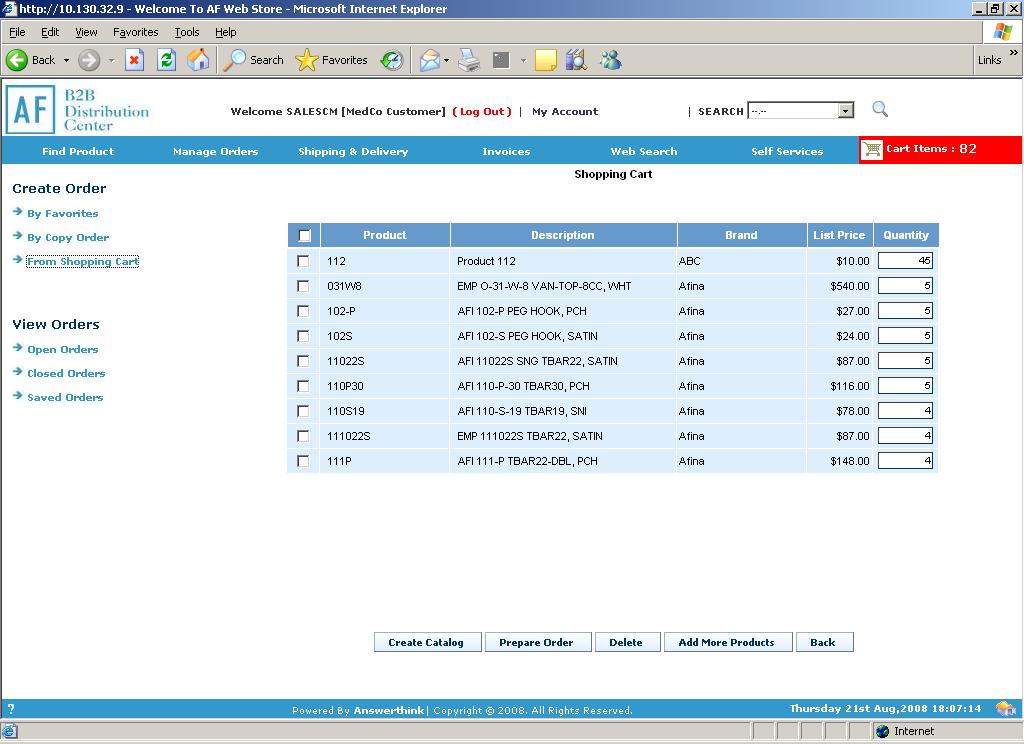 http://10.130.32.9 - Welcome To AF Web Store - Microsoft Internet Explorer
File Edit View Favorites Tools Help
Back Search Favorites Links »
AF B2B Distribution Center
Welcome SALESCM [MedCo Customer] ( Log Out ) | My Account | SEARCH --.--
Find Product Manage Orders Shipping & Delivery Invoices Web Search Self Services Cart Items : 82
Shopping Cart
Create Order
By Favorites
By Copy Order
From Shopping Cart
View Orders
Open Orders
Closed Orders
Saved Orders
Product Description Brand List Price Quantity
112 Product 112 ABC $10.00 45
031W8 EMP O-31-W-8 VAN-TOP-8CC, WHT Afina $540.00 5
102-P AFI 102-P PEG HOOK, PCH Afina $27.00 5
102S AFI 102-S PEG HOOK, SATIN Afina $24.00 5
11022S AFI 11022S SNG TBAR22, SATIN Afina $87.00 5
110P30 AFI 110-P-30 TBAR30, PCH Afina $116.00 5
110S19 AFI 110-S-19 TBAR19, SNI Afina $78.00 4
111022S EMP 111022S TBAR22, SATIN Afina $87.00 4
111P AFI 111-P TBAR22-DBL, PCH Afina $148.00 4
Create Catalog Prepare Order Delete Add More Products Back
? Powered By Answerthink | Copyright © 2008. All Rights Reserved. Thursday 21st Aug,2008 18:07:14
Internet